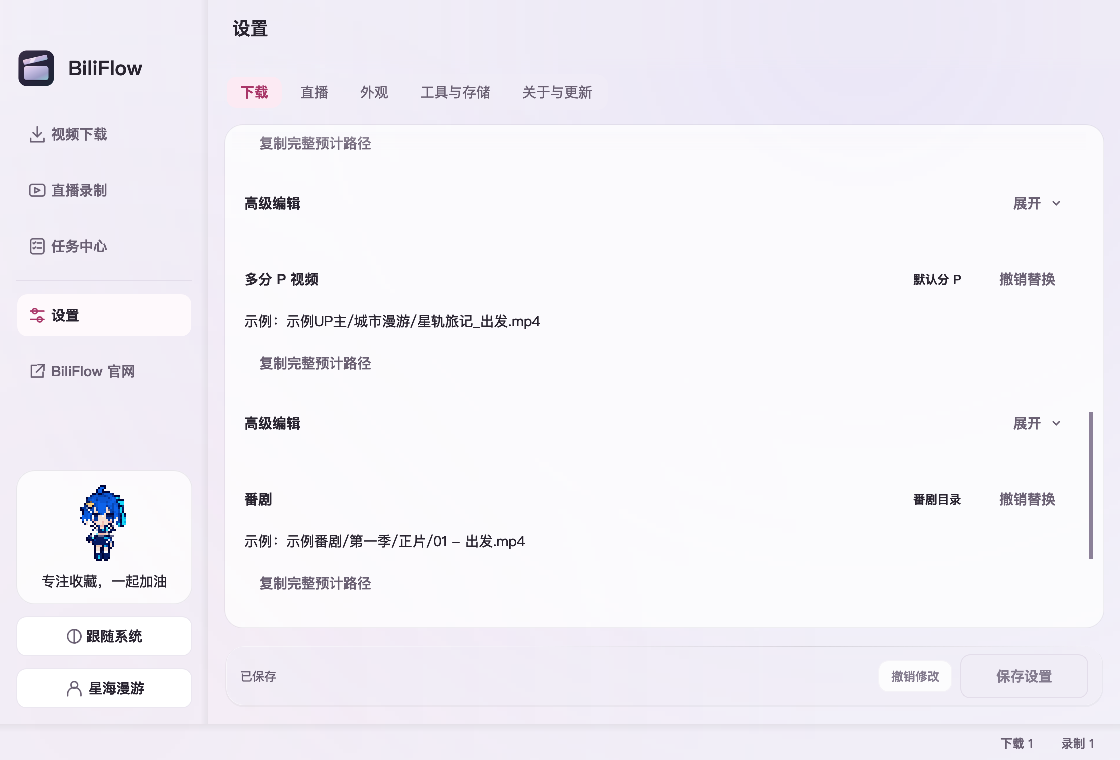 设置
BiliFlow
下载 直播 外观 工具与存储 关于与更新
视频下载
直播录制
任务中心
设置
BiliFlow 官网
专注收藏，一起加油
跟随系统
星海漫游
复制完整预计路径
高级编辑 展开
多分 P 视频 默认分 P 撤销替换
示例：示例UP主/城市漫游/星轨旅记_出发.mp4
复制完整预计路径
高级编辑 展开
番剧 番剧目录 撤销替换
示例：示例番剧/第一季/正片/01 – 出发.mp4
复制完整预计路径
已保存 撤销修改 保存设置
下载 1 录制 1